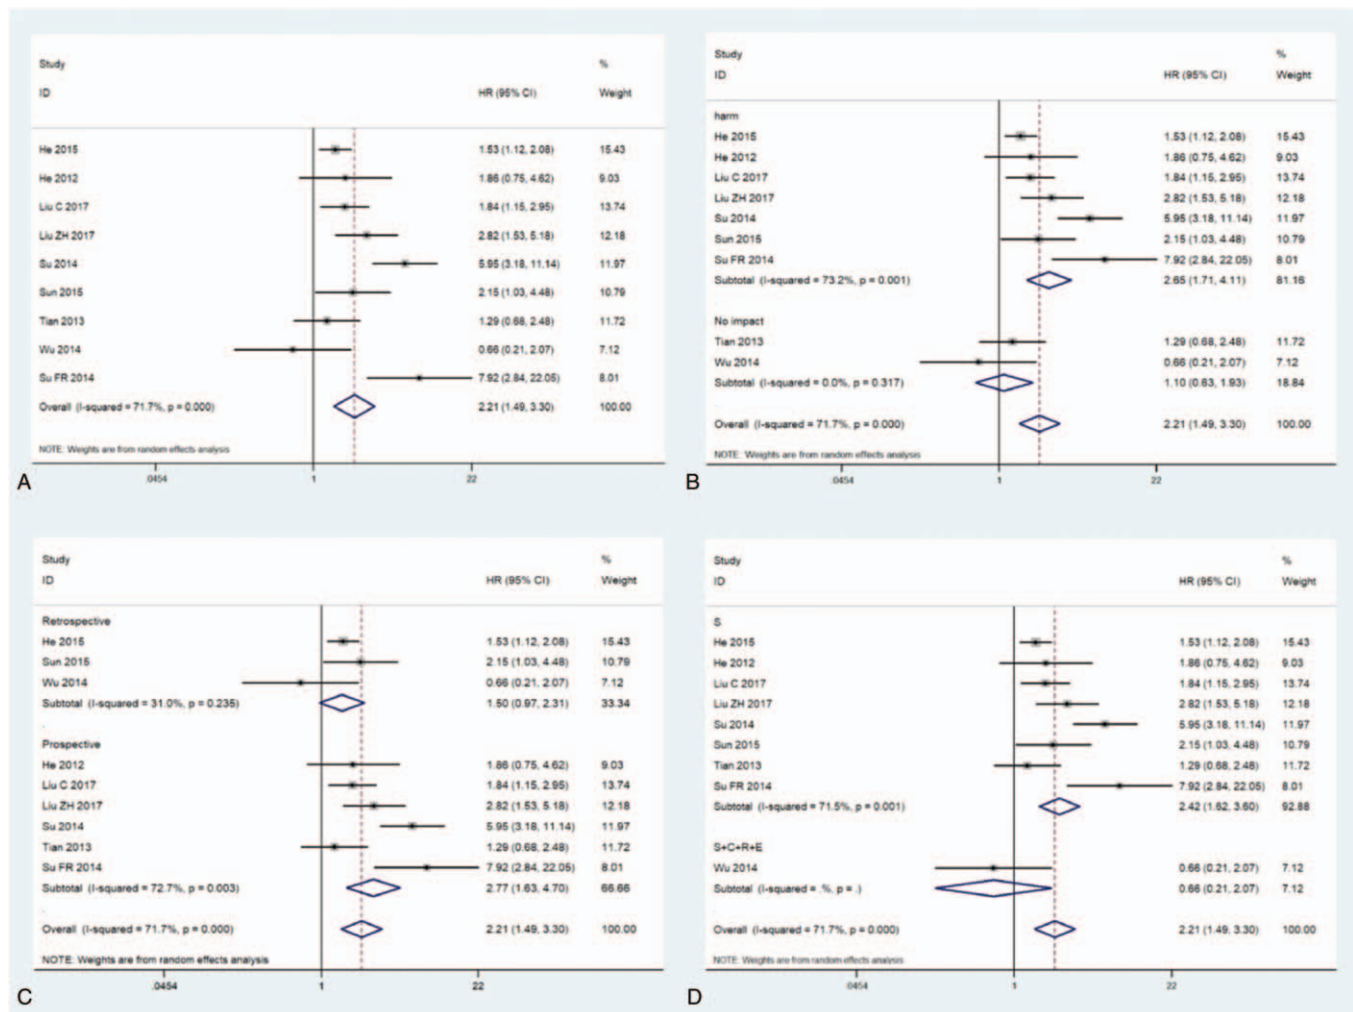 Study %
ID HR (95% CI) Weight
He 2015 1.53 (1.12, 2.08) 15.43
He 2012 1.86 (0.75, 4.62) 9.03
Liu C 2017 1.84 (1.15, 2.95) 13.74
Liu ZH 2017 2.82 (1.53, 5.18) 12.18
Su 2014 5.95 (3.18, 11.14) 11.97
Sun 2015 2.15 (1.03, 4.48) 10.79
Tian 2013 1.29 (0.68, 2.48) 11.72
Wu 2014 0.66 (0.21, 2.07) 7.12
Su FR 2014 7.92 (2.84, 22.05) 8.01
Overall (I-squared = 71.7%, p = 0.000) 2.21 (1.49, 3.30) 100.00
NOTE: Weights are from random effects analysis
.0454 1 22
A
Study %
ID HR (95% CI) Weight
harm
He 2015 1.53 (1.12, 2.08) 15.43
He 2012 1.86 (0.75, 4.62) 9.03
Liu C 2017 1.84 (1.15, 2.95) 13.74
Liu ZH 2017 2.82 (1.53, 5.18) 12.18
Su 2014 5.95 (3.18, 11.14) 11.97
Sun 2015 2.15 (1.03, 4.48) 10.79
Su FR 2014 7.92 (2.84, 22.05) 8.01
Subtotal (I-squared = 73.2%, p = 0.001) 2.65 (1.71, 4.11) 81.16
.
No impact
Tian 2013 1.29 (0.68, 2.48) 11.72
Wu 2014 0.66 (0.21, 2.07) 7.12
Subtotal (I-squared = 0.0%, p = 0.317) 1.10 (0.63, 1.93) 18.84
.
Overall (I-squared = 71.7%, p = 0.000) 2.21 (1.49, 3.30) 100.00
NOTE: Weights are from random effects analysis
.0454 1 22
B
Study %
ID HR (95% CI) Weight
Retrospective
He 2015 1.53 (1.12, 2.08) 15.43
Sun 2015 2.15 (1.03, 4.48) 10.79
Wu 2014 0.66 (0.21, 2.07) 7.12
Subtotal (I-squared = 31.0%, p = 0.235) 1.50 (0.97, 2.31) 33.34
.
Prospective
He 2012 1.86 (0.75, 4.62) 9.03
Liu C 2017 1.84 (1.15, 2.95) 13.74
Liu ZH 2017 2.82 (1.53, 5.18) 12.18
Su 2014 5.95 (3.18, 11.14) 11.97
Tian 2013 1.29 (0.68, 2.48) 11.72
Su FR 2014 7.92 (2.84, 22.05) 8.01
Subtotal (I-squared = 72.7%, p = 0.003) 2.77 (1.63, 4.70) 66.66
.
Overall (I-squared = 71.7%, p = 0.000) 2.21 (1.49, 3.30) 100.00
NOTE: Weights are from random effects analysis
.0454 1 22
C
Study %
ID HR (95% CI) Weight
S
He 2015 1.53 (1.12, 2.08) 15.43
He 2012 1.86 (0.75, 4.62) 9.03
Liu C 2017 1.84 (1.15, 2.95) 13.74
Liu ZH 2017 2.82 (1.53, 5.18) 12.18
Su 2014 5.95 (3.18, 11.14) 11.97
Sun 2015 2.15 (1.03, 4.48) 10.79
Tian 2013 1.29 (0.68, 2.48) 11.72
Su FR 2014 7.92 (2.84, 22.05) 8.01
Subtotal (I-squared = 71.5%, p = 0.001) 2.42 (1.62, 3.60) 92.88
.
S+C+R+E
Wu 2014 0.66 (0.21, 2.07) 7.12
Subtotal (I-squared = .%, p = .) 0.66 (0.21, 2.07) 7.12
.
Overall (I-squared = 71.7%, p = 0.000) 2.21 (1.49, 3.30) 100.00
NOTE: Weights are from random effects analysis
.0454 1 22
D